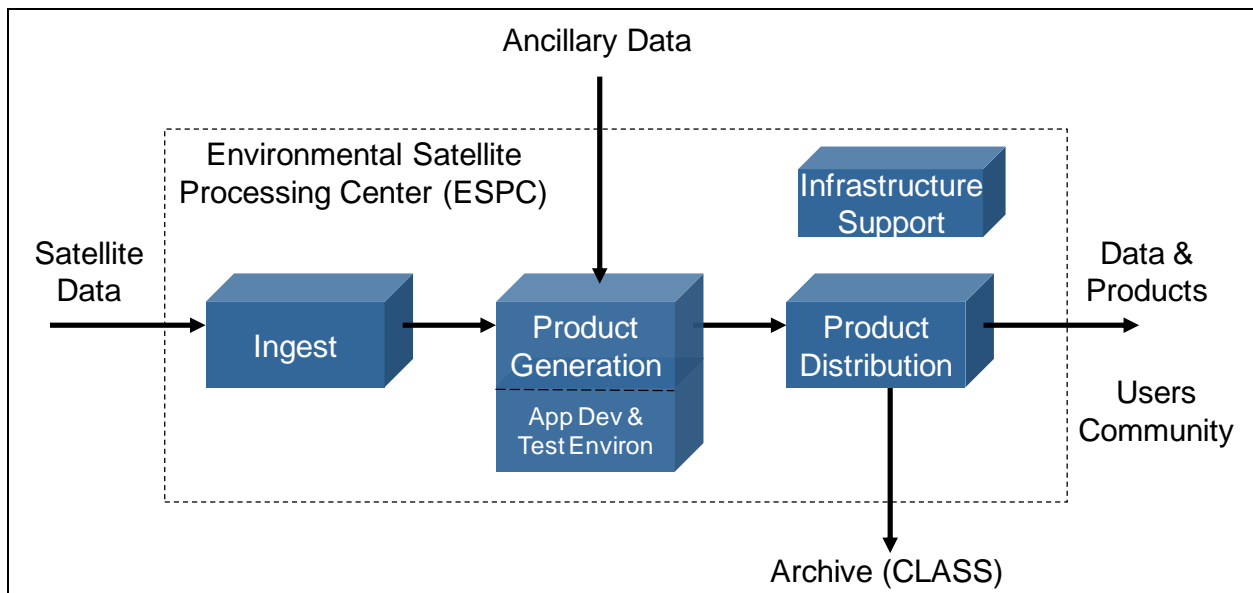 Ancillary Data
Environmental Satellite
Processing Center (ESPC)
Infrastructure
Support
Satellite
Data
Ingest
Product
Generation
App Dev &
Test Environ
Product
Distribution
Data &
Products
Users
Community
Archive (CLASS)